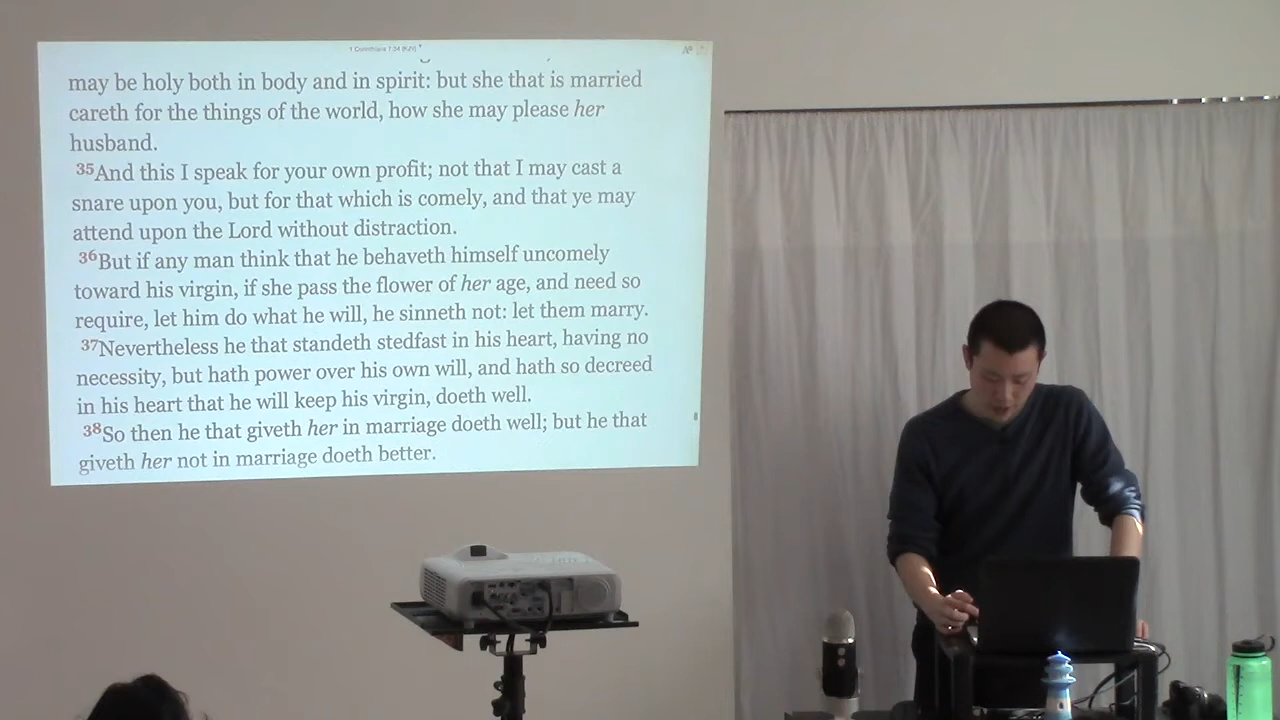 1 Corinthians 7:34 (KJV)
may be holy both in body and in spirit: but she that is married
careth for the things of the world, how she may please her
husband.
35And this I speak for your own profit; not that I may cast a
snare upon you, but for that which is comely, and that ye may
attend upon the Lord without distraction.
36But if any man think that he behaveth himself uncomely
toward his virgin, if she pass the flower of her age, and need so
require, let him do what he will, he sinneth not: let them marry.
37Nevertheless he that standeth stedfast in his heart, having no
necessity, but hath power over his own will, and hath so decreed
in his heart that he will keep his virgin, doeth well.
38So then he that giveth her in marriage doeth well; but he that
giveth her not in marriage doeth better.